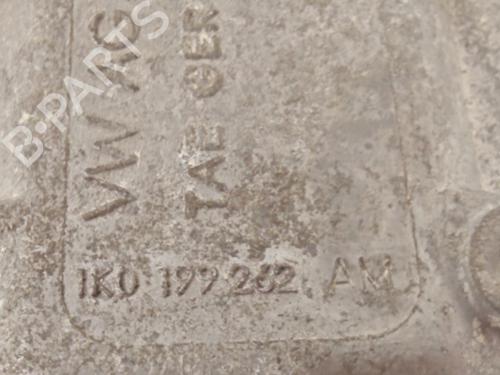 VW AG
TAE GER
1K0 199 262 AM
B-PARTS